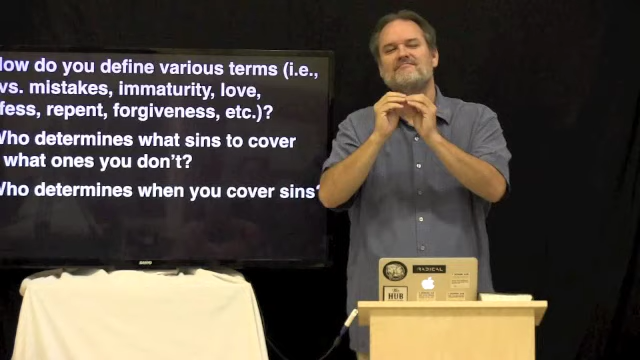 How do you define various terms (i.e.,
vs. mistakes, immaturity, love,
fess, repent, forgiveness, etc.)?
Who determines what sins to cover
what ones you don't?
Who determines when you cover sins?
RADICAL
HUB